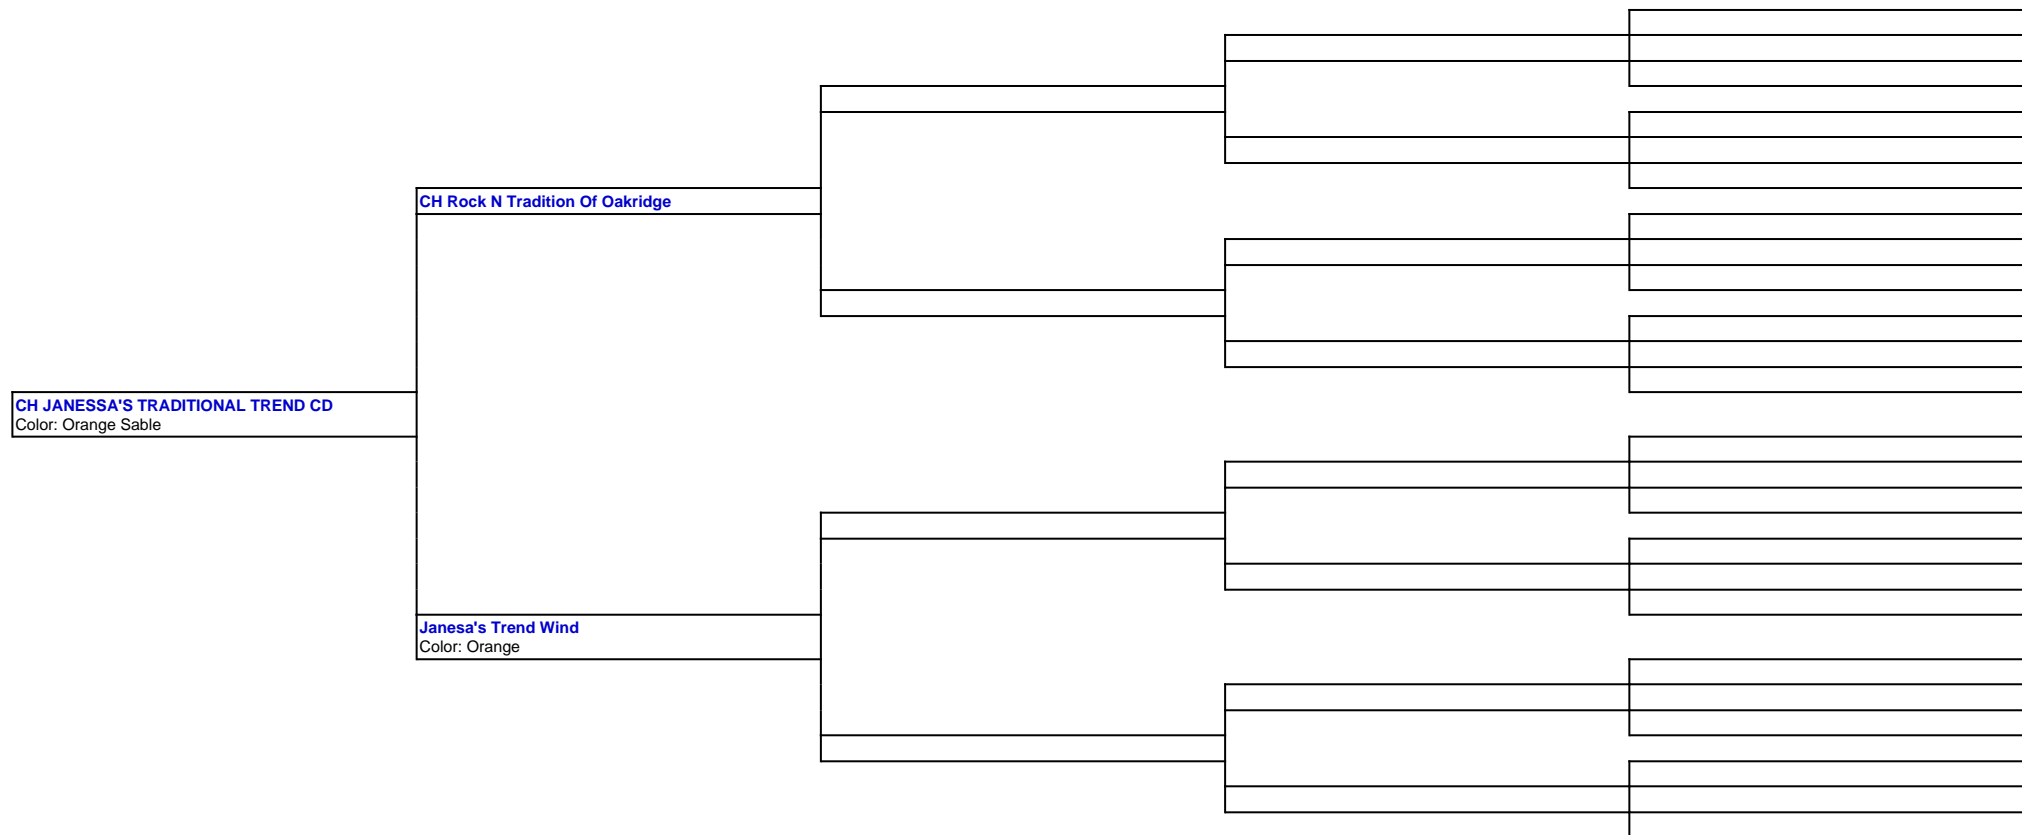 CH Rock N Tradition Of Oakridge
CH JANESSA'S TRADITIONAL TREND CD
Color: Orange Sable
Janesa's Trend Wind
Color: Orange